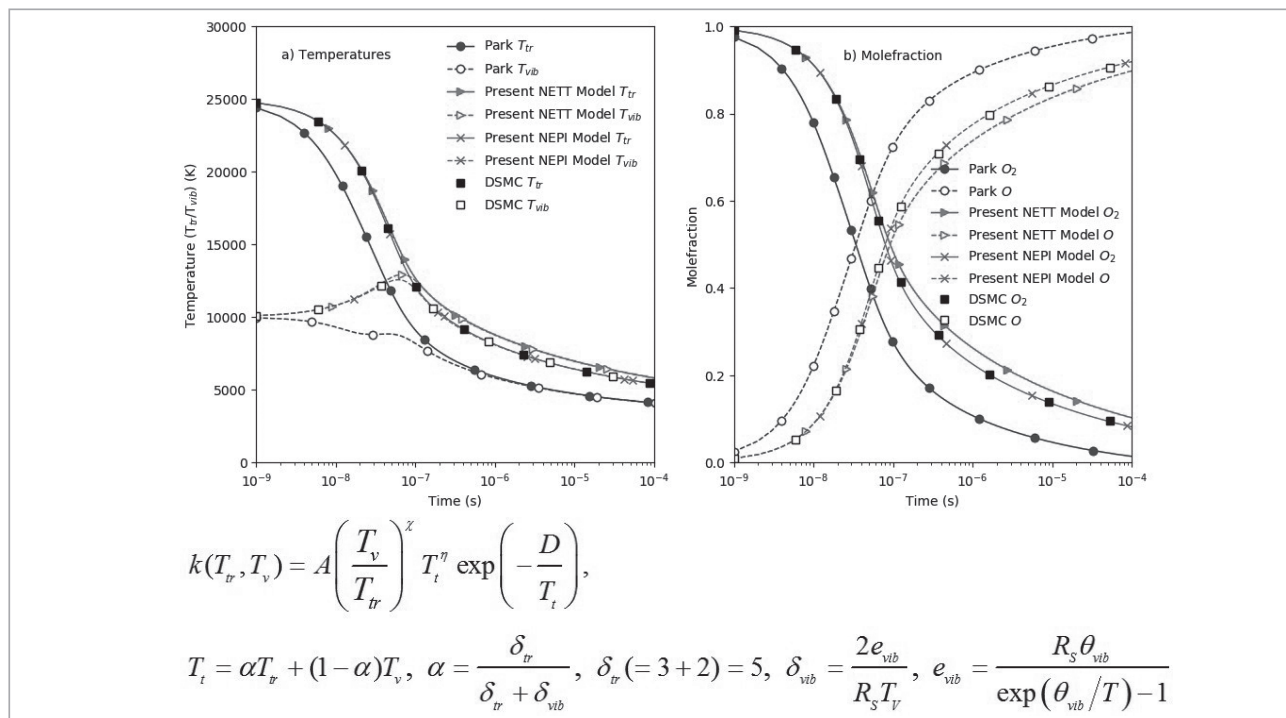 a) Temperatures
Park T_tr
Park T_vib
Present NETT Model T_tr
Present NETT Model T_vib
Present NEPI Model T_tr
Present NEPI Model T_vib
DSMC T_tr
DSMC T_vib
Temperature (T_tr/T_vib) (K)
30000
25000
20000
15000
10000
5000
0
10^-9 10^-8 10^-7 10^-6 10^-5 10^-4
Time (s)
b) Molefraction
Park O_2
Park O
Present NETT Model O_2
Present NETT Model O
Present NEPI Model O_2
Present NEPI Model O
DSMC O_2
DSMC O
Molefraction
1.0
0.8
0.6
0.4
0.2
0.0
10^-9 10^-8 10^-7 10^-6 10^-5 10^-4
Time (s)
k(T_tr, T_v) = A(T_v/T_tr)^χ T_t^η exp(-D/T_t),
T_t = αT_tr + (1-α)T_v, α = δ_tr/(δ_tr + δ_vib), δ_tr(=3+2)=5, δ_vib = 2e_vib/(R_S T_V), e_vib = R_S θ_vib/(exp(θ_vib/T)-1)